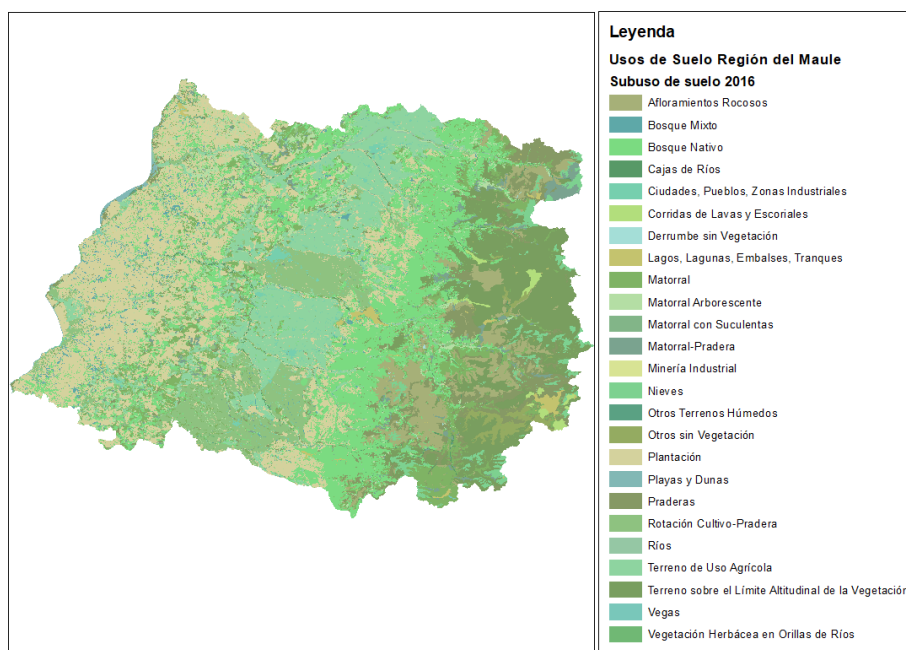 Leyenda
Usos de Suelo Región del Maule
Subuso de suelo 2016
Afloramientos Rocosos
Bosque Mixto
Bosque Nativo
Cajas de Ríos
Ciudades, Pueblos, Zonas Industriales
Corridas de Lavas y Escoriales
Derrumbe sin Vegetación
Lagos, Lagunas, Embalses, Tranques
Matorral
Matorral Arborescente
Matorral con Suculentas
Matorral-Pradera
Minería Industrial
Nieves
Otros Terrenos Húmedos
Otros sin Vegetación
Plantación
Playas y Dunas
Praderas
Rotación Cultivo-Pradera
Ríos
Terreno de Uso Agrícola
Terreno sobre el Límite Altitudinal de la Vegetación
Vegas
Vegetación Herbácea en Orillas de Ríos